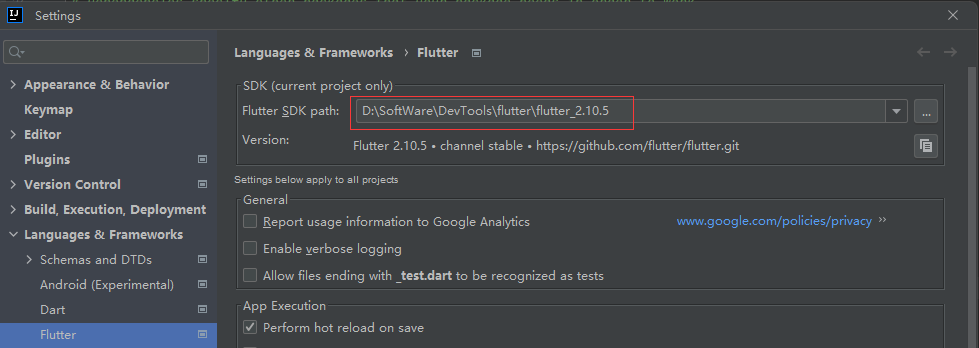 IJ Settings
Languages & Frameworks › Flutter
Appearance & Behavior
Keymap
Editor
Plugins
Version Control
Build, Execution, Deployment
Languages & Frameworks
Schemas and DTDs
Android (Experimental)
Dart
Flutter
SDK (current project only)
Flutter SDK path: D:\SoftWare\DevTools\flutter\flutter_2.10.5 ...
Version: Flutter 2.10.5 • channel stable • https://github.com/flutter/flutter.git
Settings below apply to all projects
General
Report usage information to Google Analytics www.google.com/policies/privacy ››
Enable verbose logging
Allow files ending with _test.dart to be recognized as tests
App Execution
Perform hot reload on save